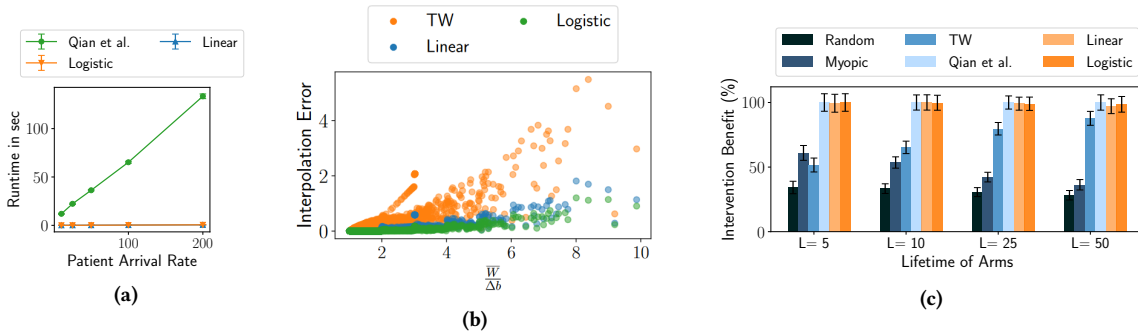 Qian et al.
Linear
Logistic
Runtime in sec
100
50
0
100
200
Patient Arrival Rate
(a)
TW
Logistic
Linear
Interpolation Error
4
2
0
2
4
6
8
10
W
Δb
(b)
Random
TW
Linear
Myopic
Qian et al.
Logistic
Intervention Benefit (%)
100
50
0
L= 5
L= 10
L= 25
L= 50
Lifetime of Arms
(c)